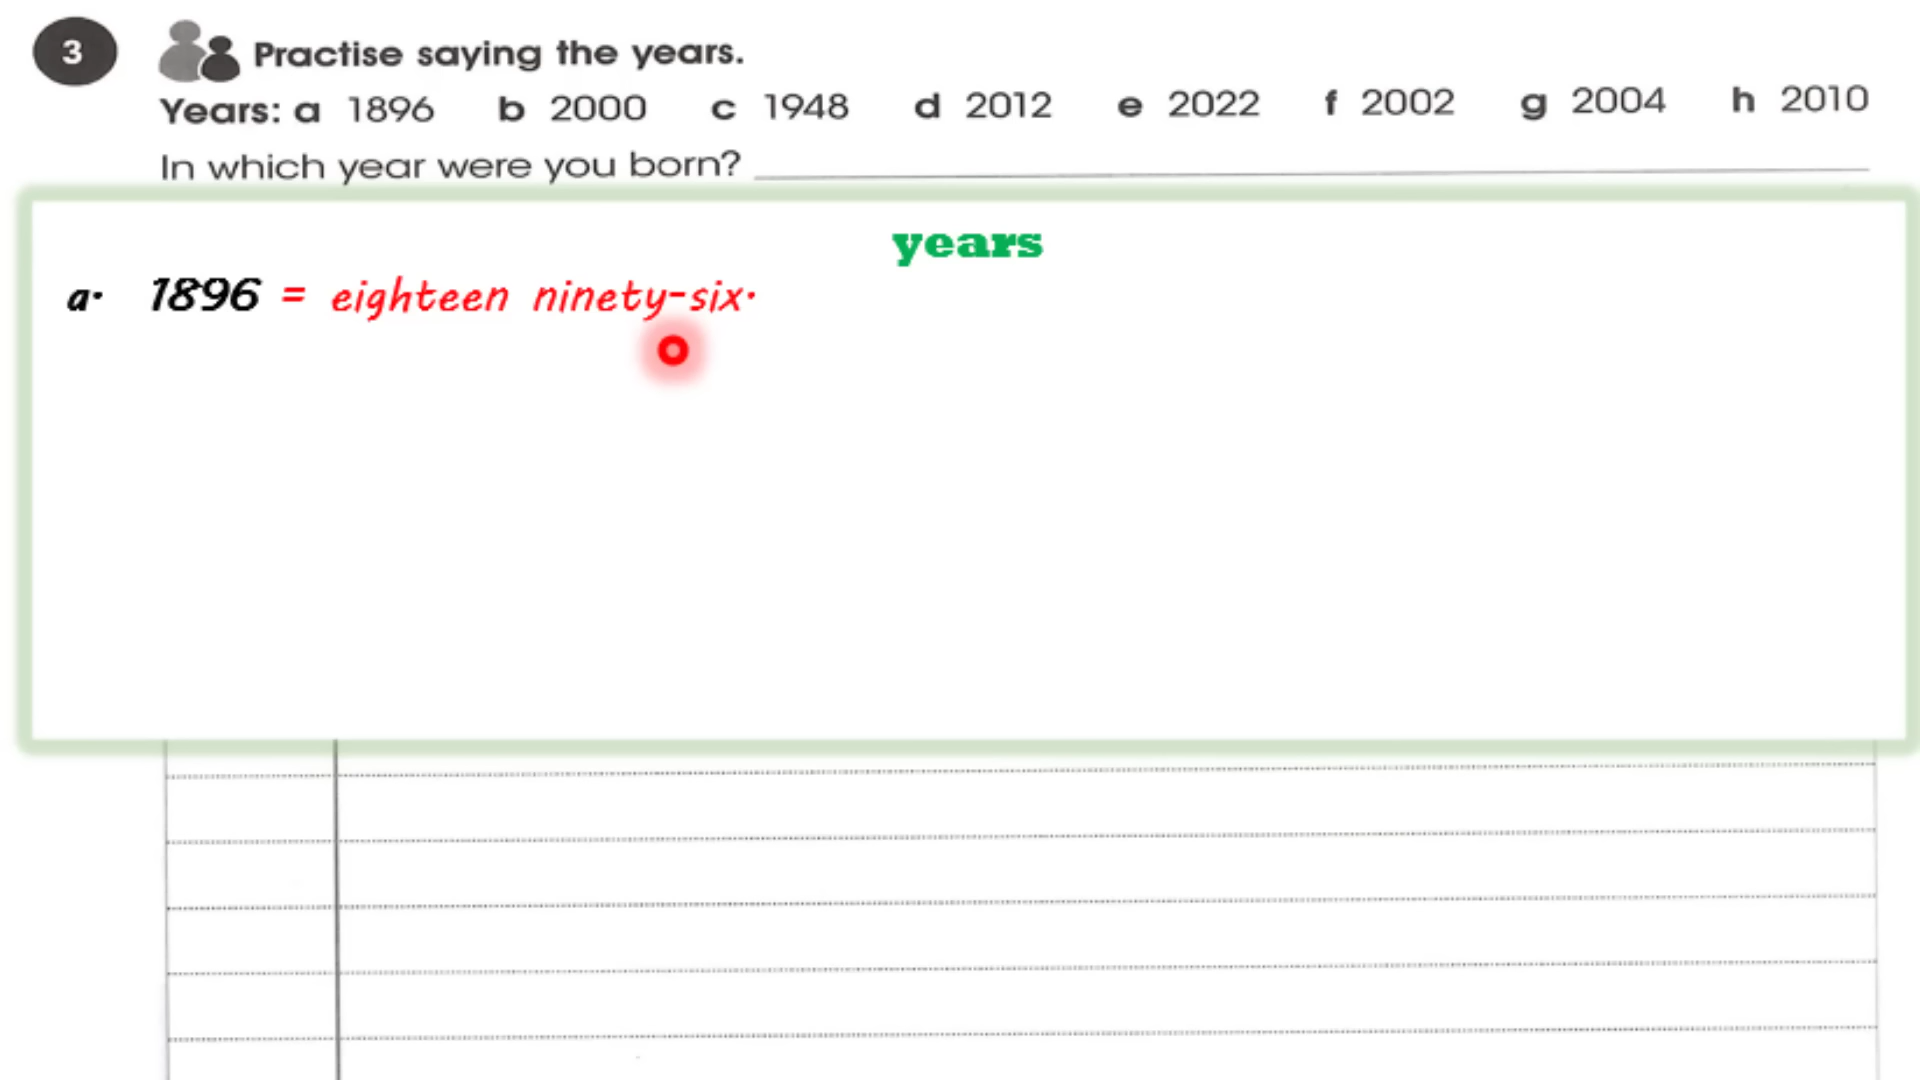 3 Practise saying the years.
Years: a 1896 b 2000 c 1948 d 2012 e 2022 f 2002 g 2004 h 2010
In which year were you born?
years
a. 1896 = eighteen ninety-six.